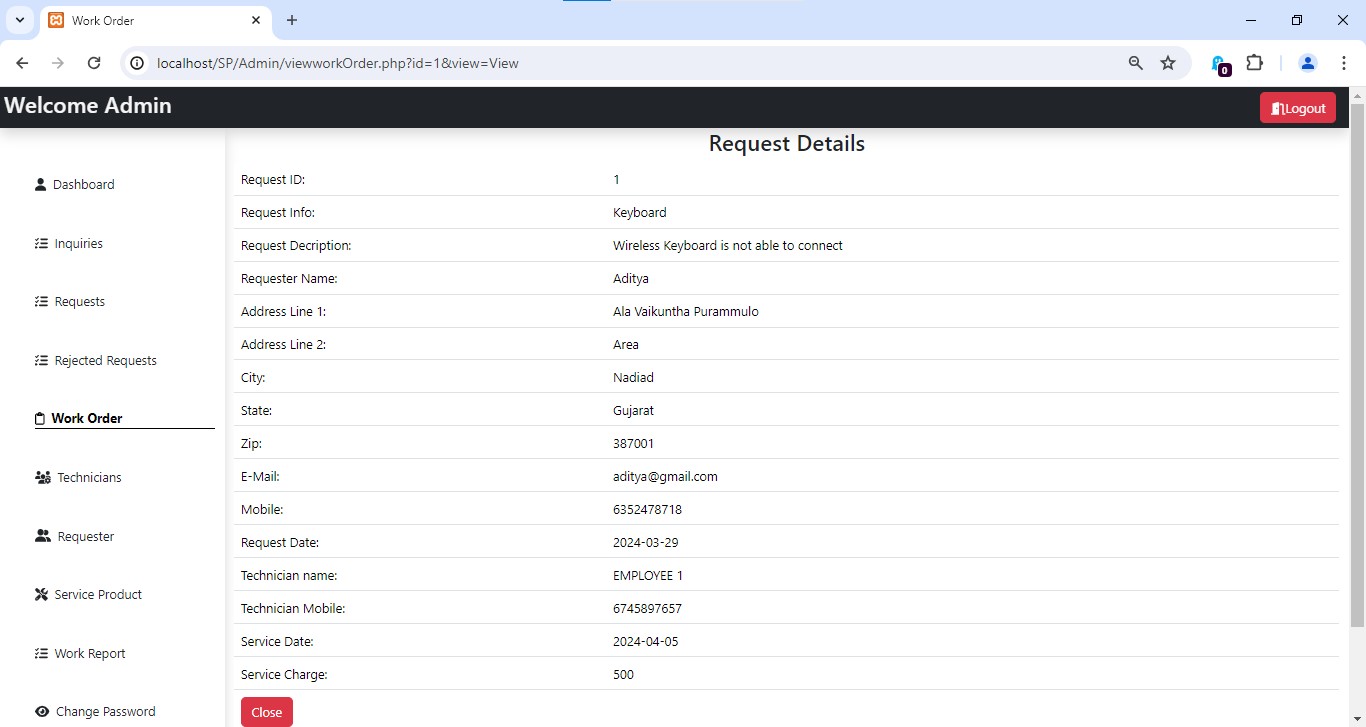 Work Order
localhost/SP/Admin/viewworkOrder.php?id=1&view=View
0
Welcome Admin
Logout
Dashboard
Inquiries
Requests
Rejected Requests
Work Order
Technicians
Requester
Service Product
Work Report
Change Password
Request Details
Request ID: 1
Request Info: Keyboard
Request Decription: Wireless Keyboard is not able to connect
Requester Name: Aditya
Address Line 1: Ala Vaikuntha Purammulo
Address Line 2: Area
City: Nadiad
State: Gujarat
Zip: 387001
E-Mail: aditya@gmail.com
Mobile: 6352478718
Request Date: 2024-03-29
Technician name: EMPLOYEE 1
Technician Mobile: 6745897657
Service Date: 2024-04-05
Service Charge: 500
Close